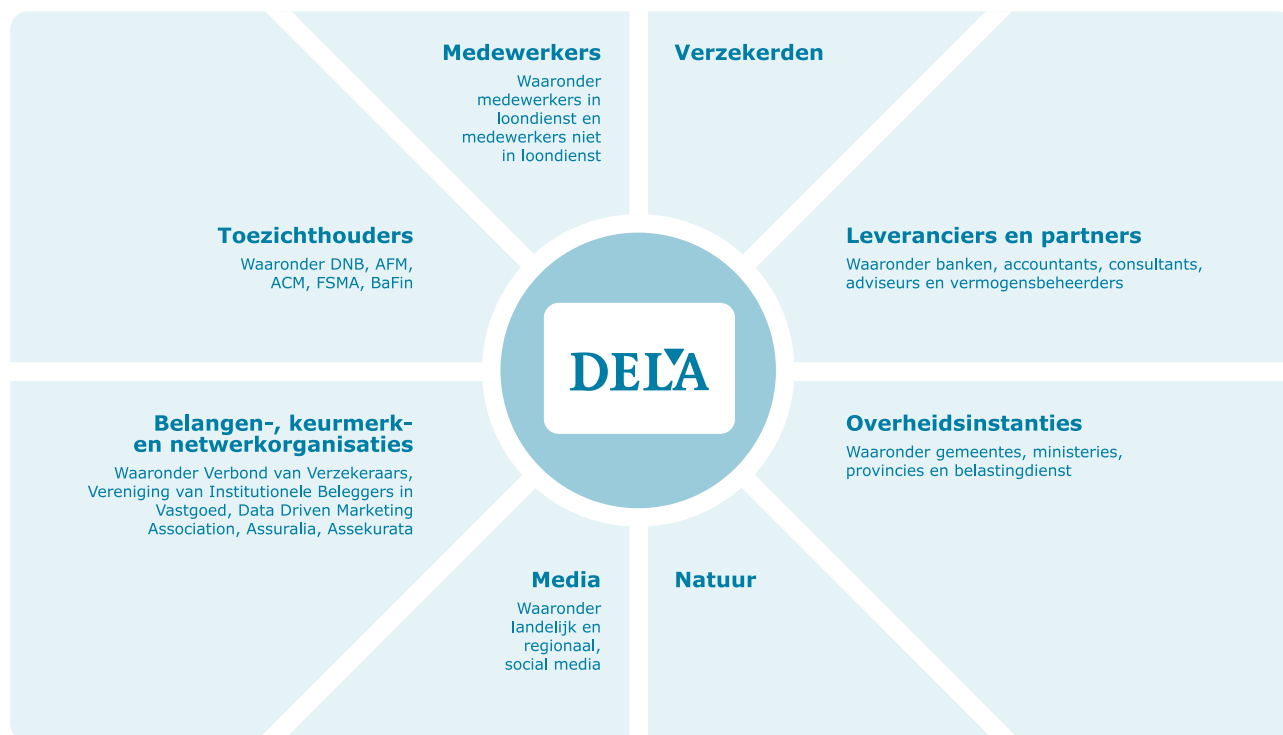 Medewerkers
Waaronder
medewerkers in
loondienst en
medewerkers niet
in loondienst
Verzekerden
Toezichthouders
Waaronder DNB, AFM,
ACM, FSMA, BaFin
Leveranciers en partners
Waaronder banken, accountants, consultants,
adviseurs en vermogensbeheerders
DELA
Belangen-, keurmerk-
en netwerkorganisaties
Waaronder Verbond van Verzekeraars,
Vereniging van Institutionele Beleggers in
Vastgoed, Data Driven Marketing
Association, Assuralia, Assekurata
Overheidsinstanties
Waaronder gemeentes, ministeries,
provincies en belastingdienst
Media
Waaronder
landelijk en
regionaal,
social media
Natuur